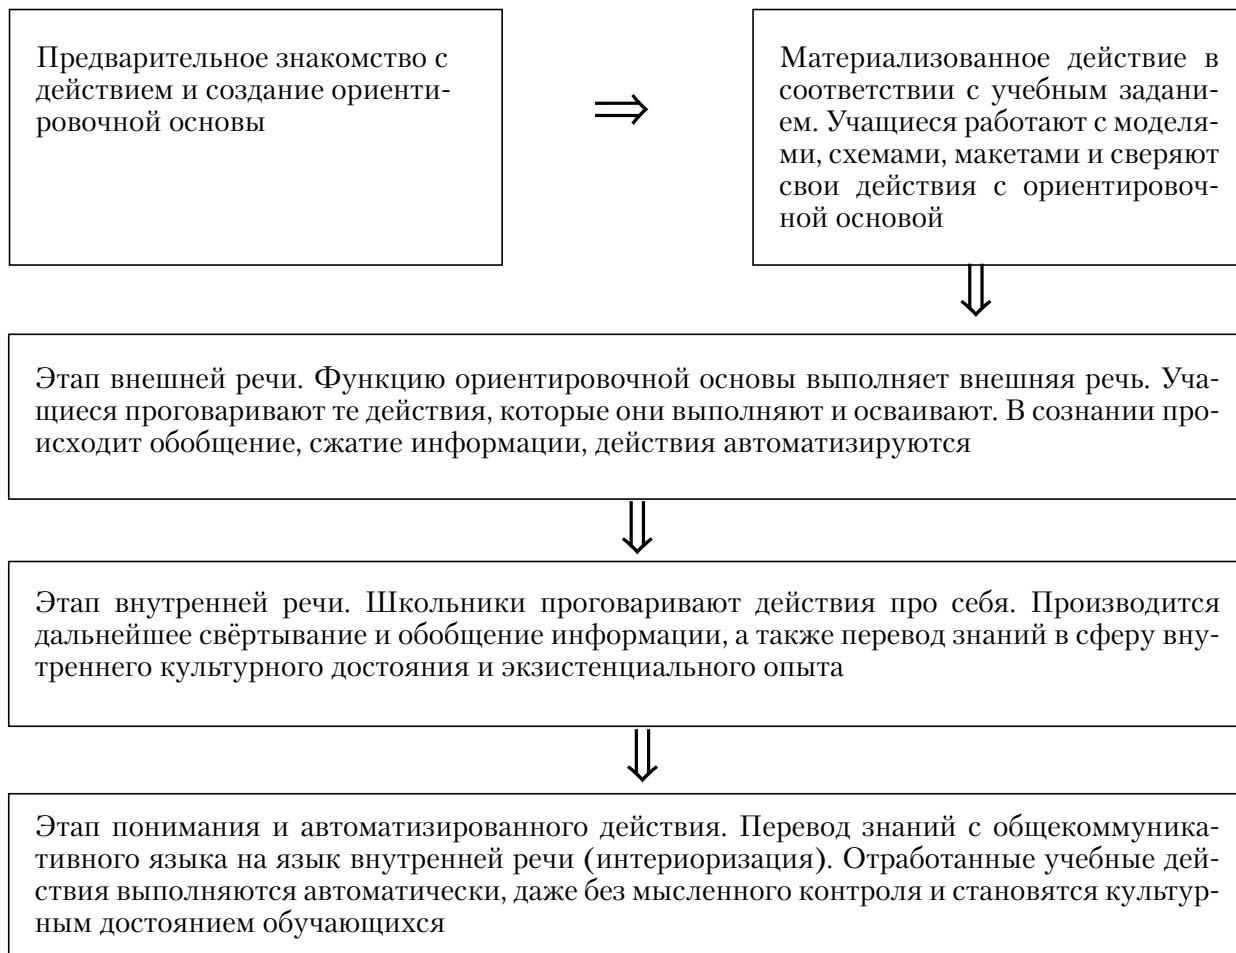 Предварительное знакомство с
действием и создание ориенти-
ровочной основы
⇒
Материализованное действие в
соответствии с учебным задани-
ем. Учащиеся работают с моделя-
ми, схемами, макетами и сверяют
свои действия с ориентировоч-
ной основой
⇓
Этап внешней речи. Функцию ориентировочной основы выполняет внешняя речь. Уча-
щиеся проговаривают те действия, которые они выполняют и осваивают. В сознании про-
исходит обобщение, сжатие информации, действия автоматизируются
⇓
Этап внутренней речи. Школьники проговаривают действия про себя. Производится
дальнейшее свёртывание и обобщение информации, а также перевод знаний в сферу вну-
треннего культурного достояния и экзистенциального опыта
⇓
Этап понимания и автоматизированного действия. Перевод знаний с общекоммуника-
тивного языка на язык внутренней речи (интериоризация). Отработанные учебные дей-
ствия выполняются автоматически, даже без мысленного контроля и становятся культур-
ным достоянием обучающихся